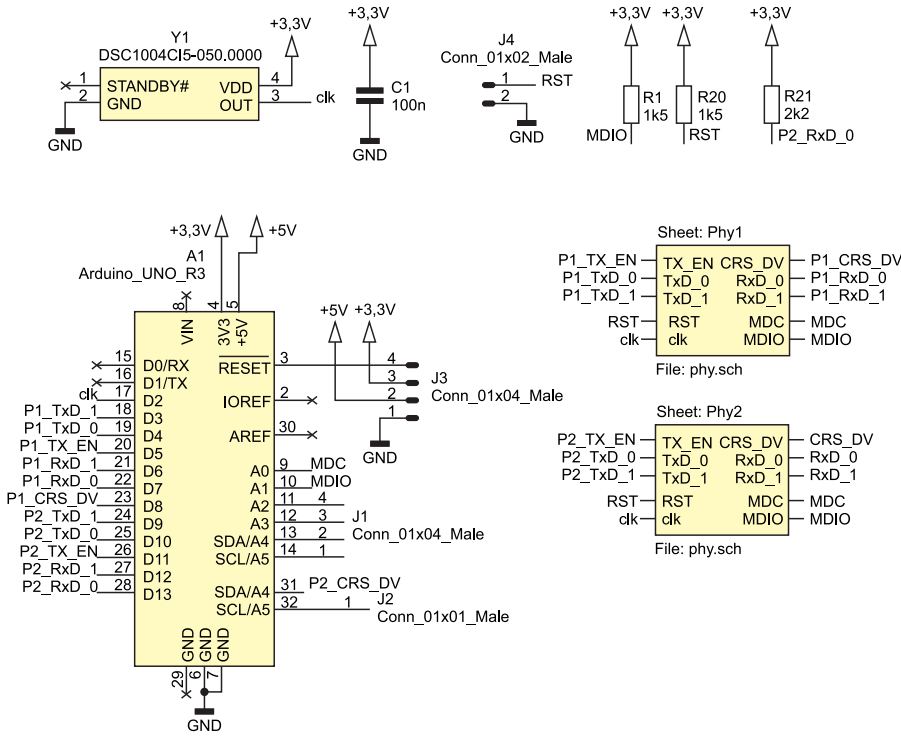 Y1
DSC1004CI5-050.0000
+3,3V
1 STANDBY# VDD 4
2 GND OUT 3 clk
GND
+3,3V
C1
100n
GND
J4
Conn_01x02_Male
1 RST
2
GND
+3,3V +3,3V +3,3V
R1
1k5
MDIO
R20
1k5
RST
R21
2k2
P2_RxD_0
+3,3V +5V
A1
Arduino_UNO_R3
8 VIN
4 3V3
5 +5V
15 D0/RX
16 D1/TX
clk 17 D2
P1_TxD_1 18 D3
P1_TxD_0 19 D4
P1_TX_EN 20 D5
P1_RxD_1 21 D6
P1_RxD_0 22 D7
P1_CRS_DV 23 D8
P2_TxD_1 24 D9
P2_TxD_0 25 D10
P2_TX_EN 26 D11
P2_RxD_1 27 D12
P2_RxD_0 28 D13
RESET 3
IOREF 2
AREF 30
A0 9 MDC
A1 10 MDIO
A2 11 4
A3 12 3
SDA/A4 13 2
SCL/A5 14 1
J1
Conn_01x04_Male
SDA/A4 31 P2_CRS_DV
SCL/A5 32 1
J2
Conn_01x01_Male
GND GND GND
29 6 7
GND
+5V +3,3V
4
3
2
1
J3
Conn_01x04_Male
GND
Sheet: Phy1
P1_TX_EN TX_EN CRS_DV P1_CRS_DV
P1_TxD_0 TxD_0 RxD_0 P1_RxD_0
P1_TxD_1 TxD_1 RxD_1 P1_RxD_1
RST RST MDC MDC
clk clk MDIO MDIO
File: phy.sch
Sheet: Phy2
P2_TX_EN TX_EN CRS_DV CRS_DV
P2_TxD_0 TxD_0 RxD_0 RxD_0
P2_TxD_1 TxD_1 RxD_1 RxD_1
RST RST MDC MDC
clk clk MDIO MDIO
File: phy.sch